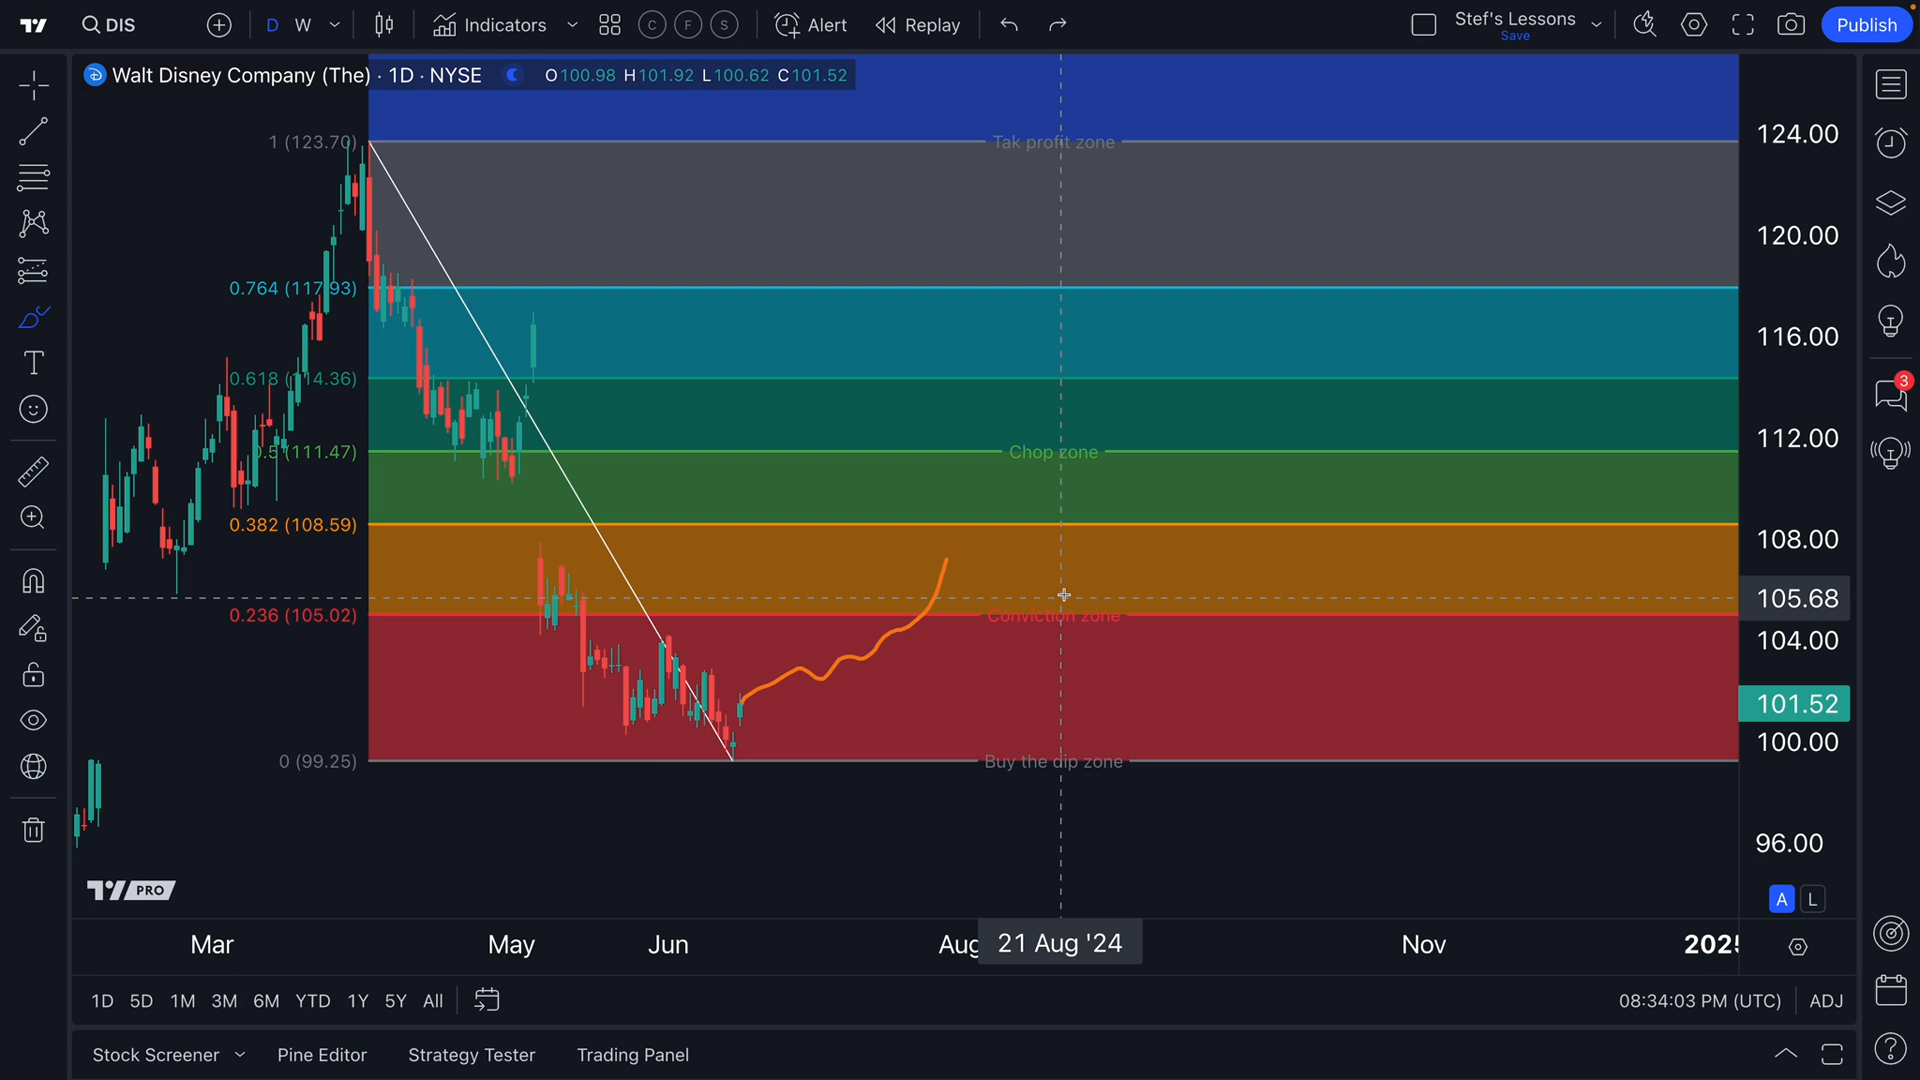 DIS
D W
Indicators
C F S
Alert
Replay
Stef's Lessons
Save
Publish
Walt Disney Company (The) · 1D · NYSE
O100.98 H101.92 L100.62 C101.52
1 (123.70)
Tak profit zone
0.764 (117.93)
0.618 (114.36)
0.5 (111.47)
Chop zone
0.382 (108.59)
0.236 (105.02)
Conviction zone
0 (99.25)
Buy the dip zone
124.00
120.00
116.00
112.00
108.00
105.68
104.00
101.52
100.00
96.00
3
PRO
A L
Mar May Jun Aug 21 Aug '24 Nov 2025
1D 5D 1M 3M 6M YTD 1Y 5Y All
08:34:03 PM (UTC) ADJ
Stock Screener Pine Editor Strategy Tester Trading Panel